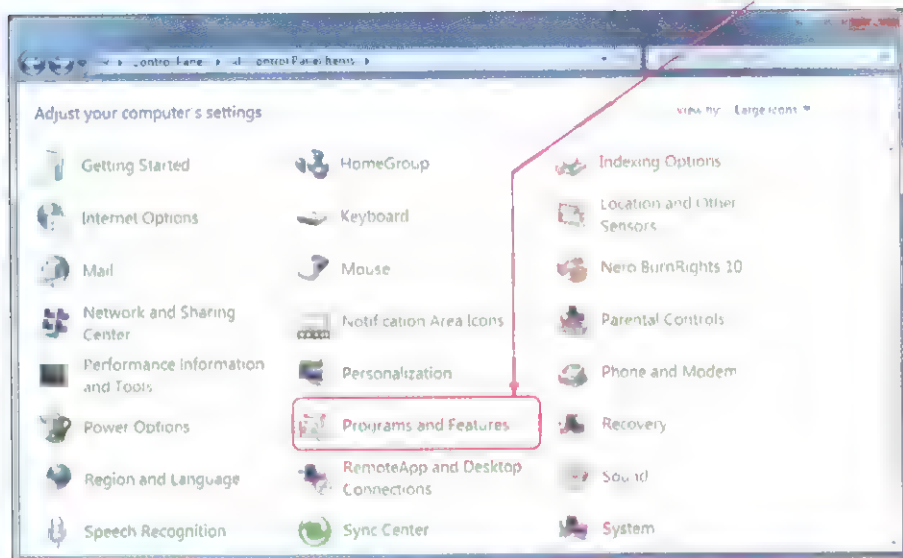 Adjust your computer's settings
View by: Large icons
Getting Started
HomeGroup
Indexing Options
Internet Options
Keyboard
Location and Other
Sensors
Mail
Mouse
Nero BurnRights 10
Network and Sharing
Center
Notification Area Icons
Parental Controls
Performance Information
and Tools
Personalization
Phone and Modem
Power Options
Programs and Features
Recovery
Region and Language
RemoteApp and Desktop
Connections
Sound
Speech Recognition
Sync Center
System